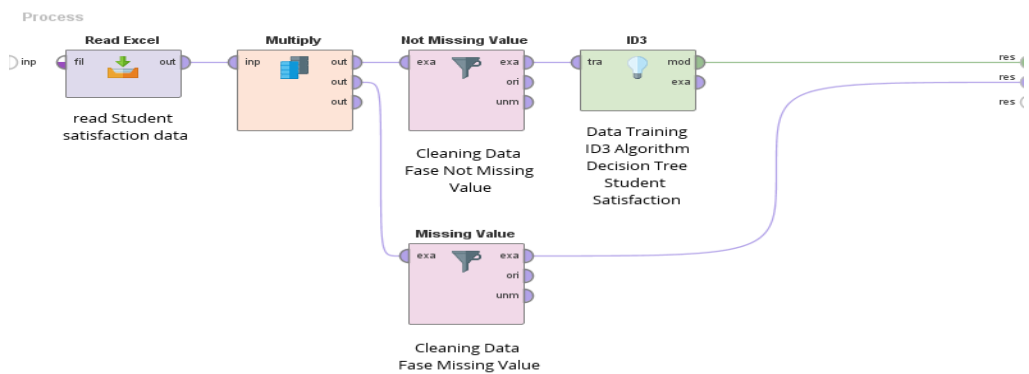 Process
Read Excel
Multiply
Not Missing Value
ID3
inp
fil
out
inp
out
out
out
exa
exa
ori
unm
tra
mod
exa
res
res
res
read Student
satisfaction data
Cleaning Data
Fase Not Missing
Value
Data Training
ID3 Algorithm
Decision Tree
Student
Satisfaction
Missing Value
exa
exa
ori
unm
Cleaning Data
Fase Missing Value